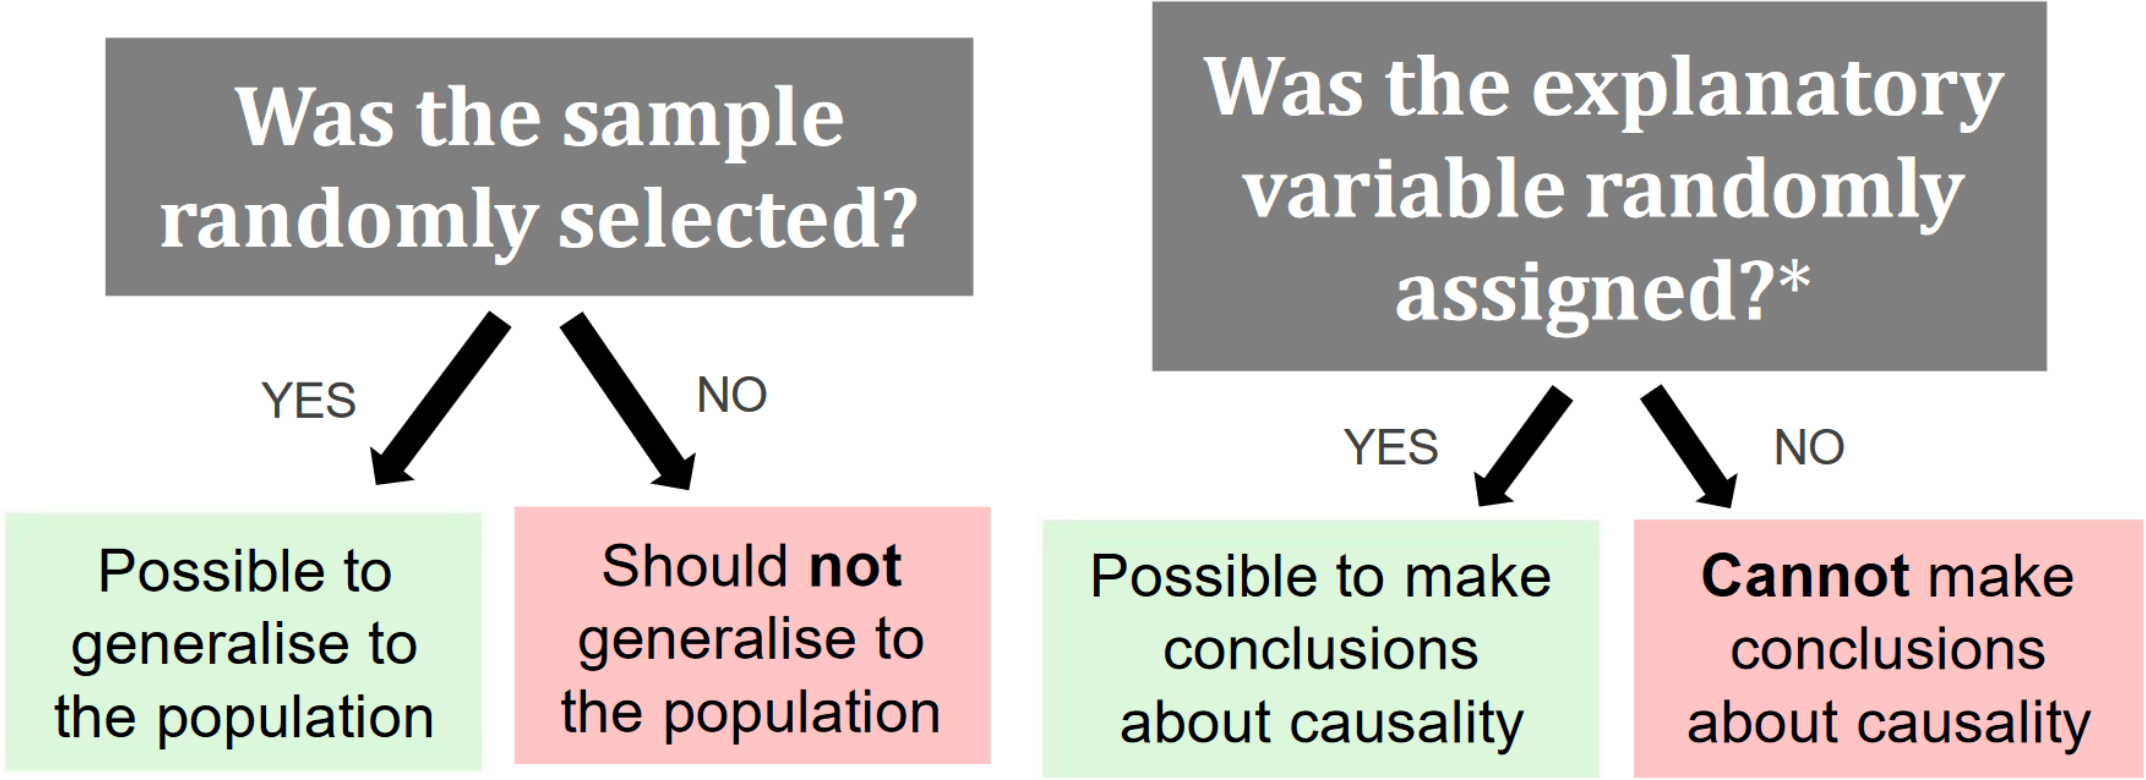 Was the sample
randomly selected?
YES
NO
Possible to
generalise to
the population
Should not
generalise to
the population
Was the explanatory
variable randomly
assigned?*
YES
NO
Possible to make
conclusions
about causality
Cannot make
conclusions
about causality